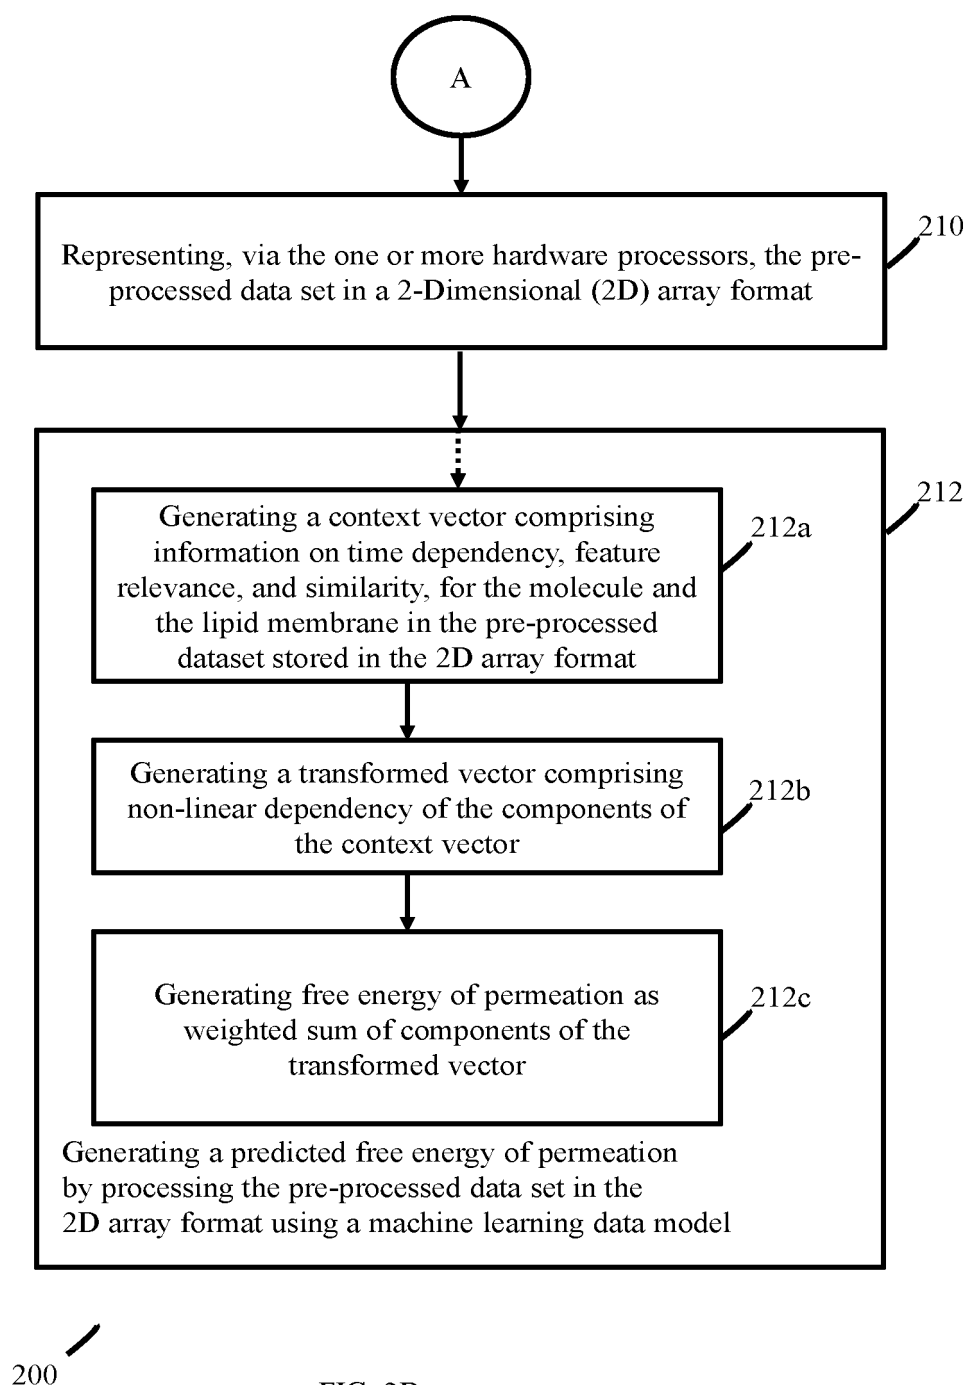 A
Representing, via the one or more hardware processors, the pre-
processed data set in a 2-Dimensional (2D) array format
210
212
Generating a context vector comprising
information on time dependency, feature
relevance, and similarity, for the molecule and
the lipid membrane in the pre-processed
dataset stored in the 2D array format
212a
Generating a transformed vector comprising
non-linear dependency of the components of
the context vector
212b
Generating free energy of permeation as
weighted sum of components of the
transformed vector
212c
Generating a predicted free energy of permeation
by processing the pre-processed data set in the
2D array format using a machine learning data model
200